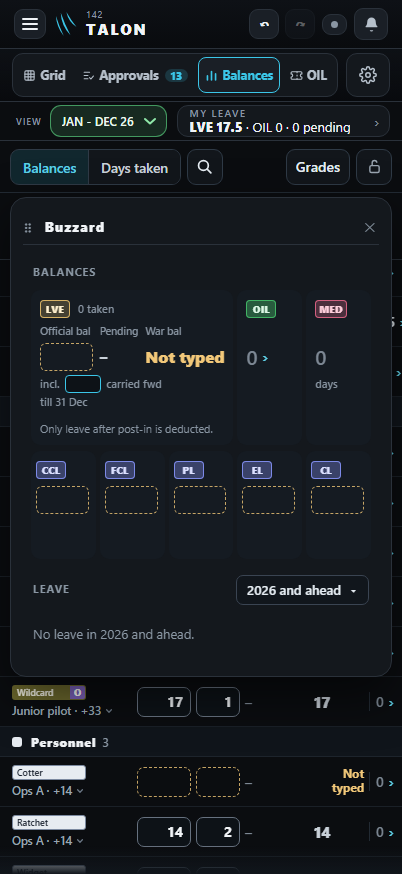 142
TALON
Grid
Approvals 13
Balances
OIL
VIEW
JAN - DEC 26
MY LEAVE
LVE 17.5 · OIL 0 · 0 pending
Balances
Days taken
Grades
Buzzard
BALANCES
LVE 0 taken
OIL
MED
Official bal Pending War bal
– Not typed
0 ›
0
incl. carried fwd
days
till 31 Dec
Only leave after post-in is deducted.
CCL FCL PL EL CL
LEAVE
2026 and ahead
No leave in 2026 and ahead.
Wildcard O
Junior pilot · +33
17 1 – 17 0 ›
Personnel 3
Cotter
Ops A · +14
– Not typed 0 ›
Ratchet
Ops A · +14
14 2 – 14 0 ›